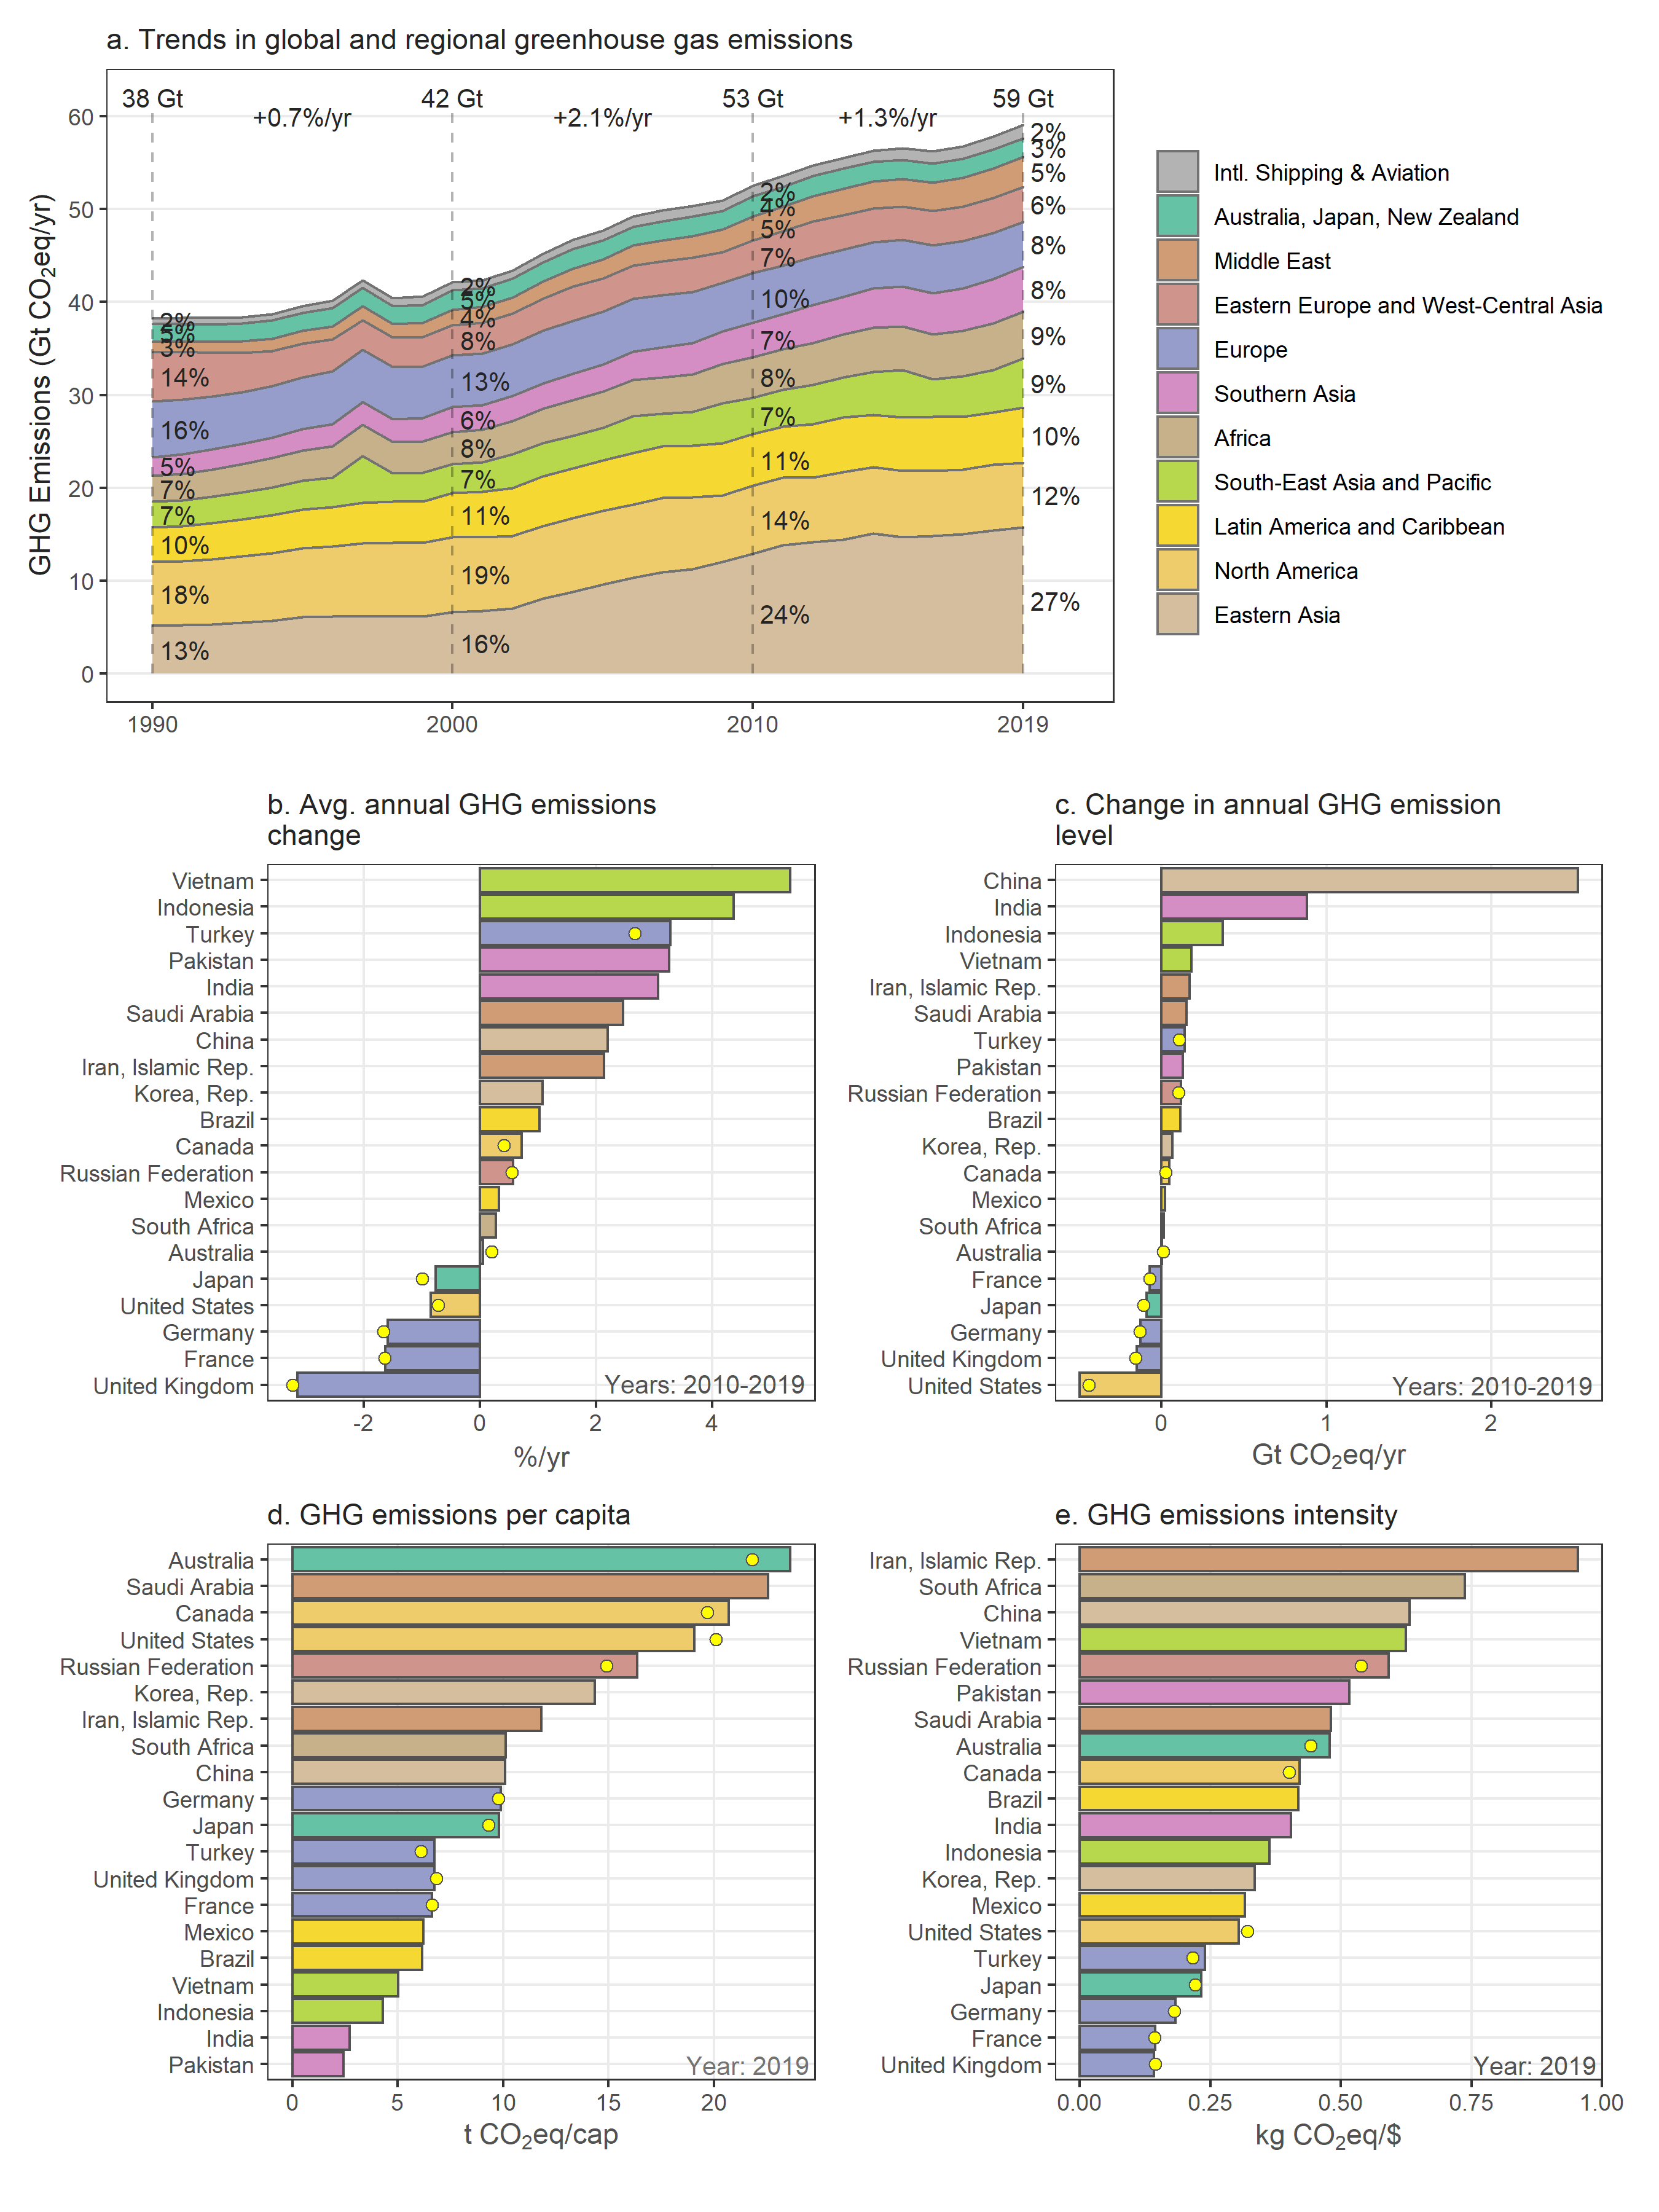 a. Trends in global and regional greenhouse gas emissions
GHG Emissions (Gt CO₂eq/yr)
60
50
40
30
20
10
0
38 Gt
42 Gt
53 Gt
59 Gt
+0.7%/yr
+2.1%/yr
+1.3%/yr
2%
5%
3%
14%
16%
5%
7%
7%
10%
18%
13%
2%
5%
4%
8%
13%
6%
8%
7%
11%
19%
16%
2%
4%
5%
7%
10%
7%
8%
7%
11%
14%
24%
2%
3%
5%
6%
8%
8%
9%
9%
10%
12%
27%
1990
2000
2010
2019
Intl. Shipping & Aviation
Australia, Japan, New Zealand
Middle East
Eastern Europe and West-Central Asia
Europe
Southern Asia
Africa
South-East Asia and Pacific
Latin America and Caribbean
North America
Eastern Asia
b. Avg. annual GHG emissions
change
Vietnam
Indonesia
Turkey
Pakistan
India
Saudi Arabia
China
Iran, Islamic Rep.
Korea, Rep.
Brazil
Canada
Russian Federation
Mexico
South Africa
Australia
Japan
United States
Germany
France
United Kingdom
Years: 2010-2019
-2
0
2
4
%/yr
c. Change in annual GHG emission
level
China
India
Indonesia
Vietnam
Iran, Islamic Rep.
Saudi Arabia
Turkey
Pakistan
Russian Federation
Brazil
Korea, Rep.
Canada
Mexico
South Africa
Australia
France
Japan
Germany
United Kingdom
United States
Years: 2010-2019
0
1
2
Gt CO₂eq/yr
d. GHG emissions per capita
Australia
Saudi Arabia
Canada
United States
Russian Federation
Korea, Rep.
Iran, Islamic Rep.
South Africa
China
Germany
Japan
Turkey
United Kingdom
France
Mexico
Brazil
Vietnam
Indonesia
India
Pakistan
Year: 2019
0
5
10
15
20
t CO₂eq/cap
e. GHG emissions intensity
Iran, Islamic Rep.
South Africa
China
Vietnam
Russian Federation
Pakistan
Saudi Arabia
Australia
Canada
Brazil
India
Indonesia
Korea, Rep.
Mexico
United States
Turkey
Japan
Germany
France
United Kingdom
Year: 2019
0.00
0.25
0.50
0.75
1.00
kg CO₂eq/$